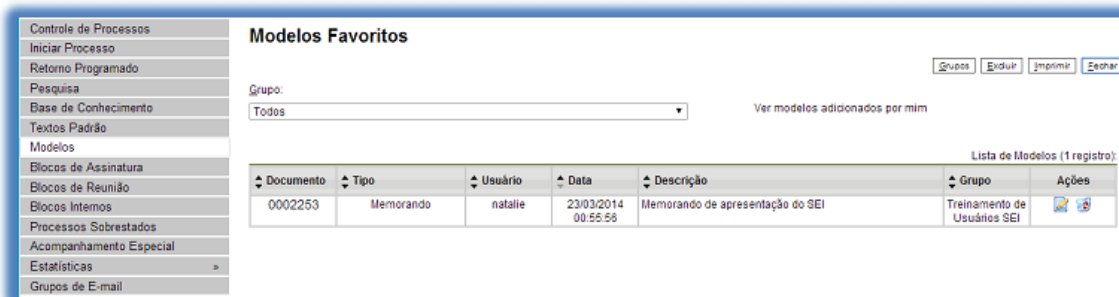 Controle de Processos
Iniciar Processo
Retorno Programado
Pesquisa
Base de Conhecimento
Textos Padrão
Modelos
Blocos de Assinatura
Blocos de Reunião
Blocos Internos
Processos Sobrestados
Acompanhamento Especial
Estatísticas »
Grupos de E-mail
Modelos Favoritos
Grupos Excluir Imprimir Fechar
Grupo:
Todos Ver modelos adicionados por mim
Lista de Modelos (1 registro):
Documento Tipo Usuário Data Descrição Grupo Ações
0002253 Memorando natalie 23/03/2014 Memorando de apresentação do SEI Treinamento de
00:55:56 Usuários SEI